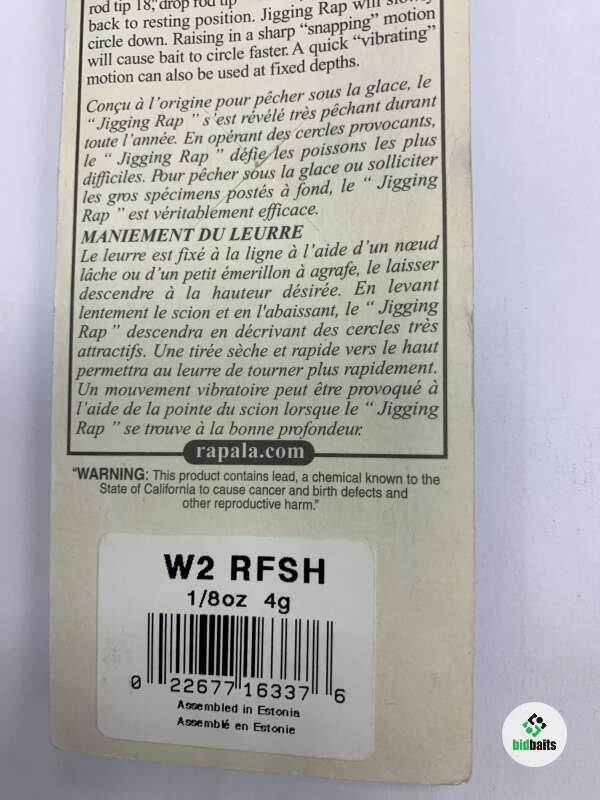 rod tip 18, drop rod tip
back to resting position. Jigging Rap will slowly
circle down. Raising in a sharp “snapping” motion
will cause bait to circle faster. A quick “vibrating”
motion can also be used at fixed depths.
Conçu à l'origine pour pêcher sous la glace, le
“ Jigging Rap ” s'est révélé très pêchant durant
toute l'année. En opérant des cercles provocants,
le “ Jigging Rap ” défie les poissons les plus
difficiles. Pour pêcher sous la glace ou solliciter
les gros spécimens postés à fond, le “ Jigging
Rap ” est véritablement efficace.
MANIEMENT DU LEURRE
Le leurre est fixé à la ligne à l'aide d'un nœud
lâche ou d'un petit émerillon à agrafe, le laisser
descendre à la hauteur désirée. En levant
lentement le scion et en l'abaissant, le “ Jigging
Rap ” descendra en décrivant des cercles très
attractifs. Une tirée sèche et rapide vers le haut
permettra au leurre de tourner plus rapidement.
Un mouvement vibratoire peut être provoqué à
l'aide de la pointe du scion lorsque le “ Jigging
Rap ” se trouve à la bonne profondeur.
rapala.com
“WARNING: This product contains lead, a chemical known to the
State of California to cause cancer and birth defects and
other reproductive harm.”
W2 RFSH
1/8oz 4g
0 22677 16337 6
Assembled in Estonia
Assemblé en Estonie
bidbaits